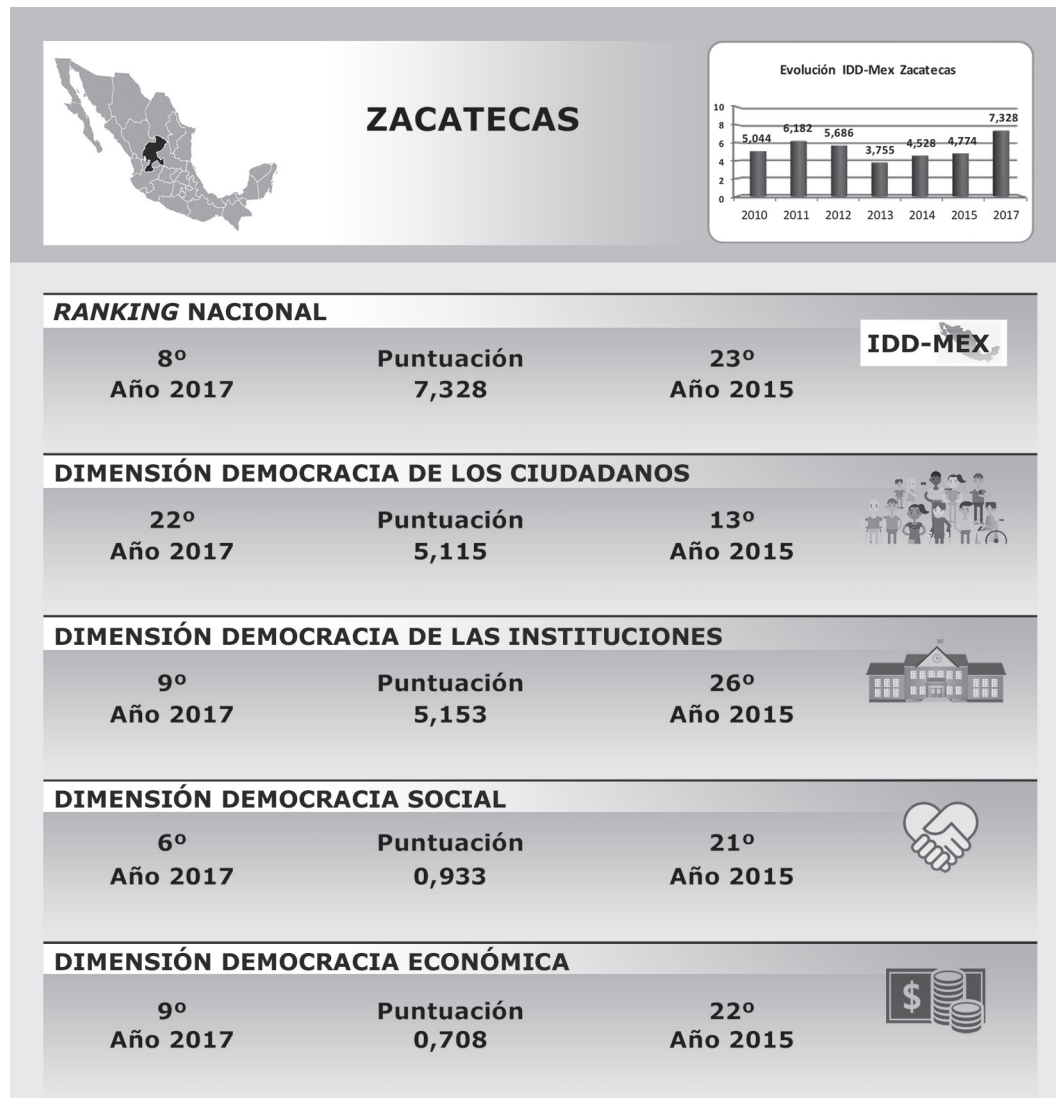 ZACATECAS
Evolución IDD-Mex Zacatecas
10
8
6
4
2
0
5,044
6,182
5,686
3,755
4,528
4,774
7,328
2010 2011 2012 2013 2014 2015 2017
RANKING NACIONAL
IDD-MEX
8º Puntuación 23º
Año 2017 7,328 Año 2015
DIMENSIÓN DEMOCRACIA DE LOS CIUDADANOS
22º Puntuación 13º
Año 2017 5,115 Año 2015
DIMENSIÓN DEMOCRACIA DE LAS INSTITUCIONES
9º Puntuación 26º
Año 2017 5,153 Año 2015
DIMENSIÓN DEMOCRACIA SOCIAL
6º Puntuación 21º
Año 2017 0,933 Año 2015
DIMENSIÓN DEMOCRACIA ECONÓMICA
$
9º Puntuación 22º
Año 2017 0,708 Año 2015